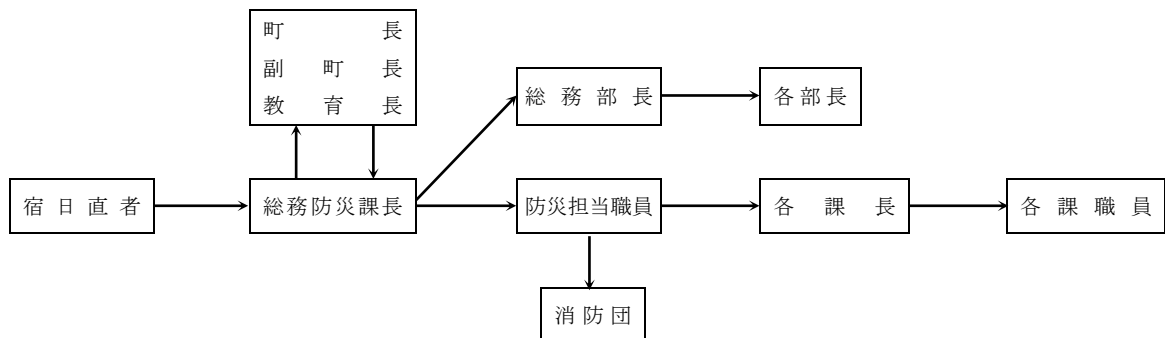 町長
副町長
教育長
総務部長
各部長
宿日直者
総務防災課長
防災担当職員
各課長
各課職員
消防団